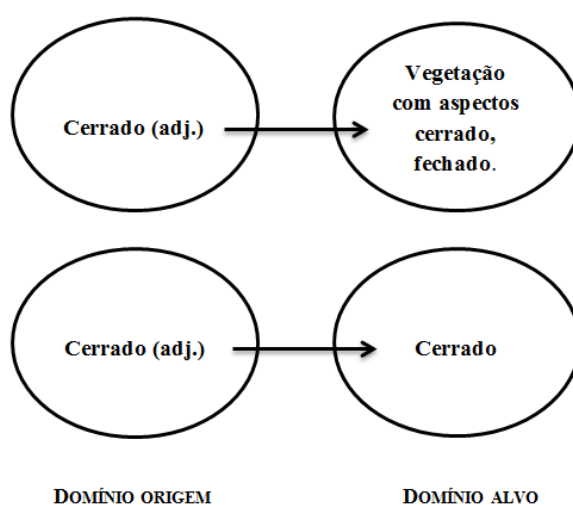 Cerrado (adj.)
Vegetação
com aspectos
cerrado,
fechado.
Cerrado (adj.)
Cerrado
DOMÍNIO ORIGEM
DOMÍNIO ALVO